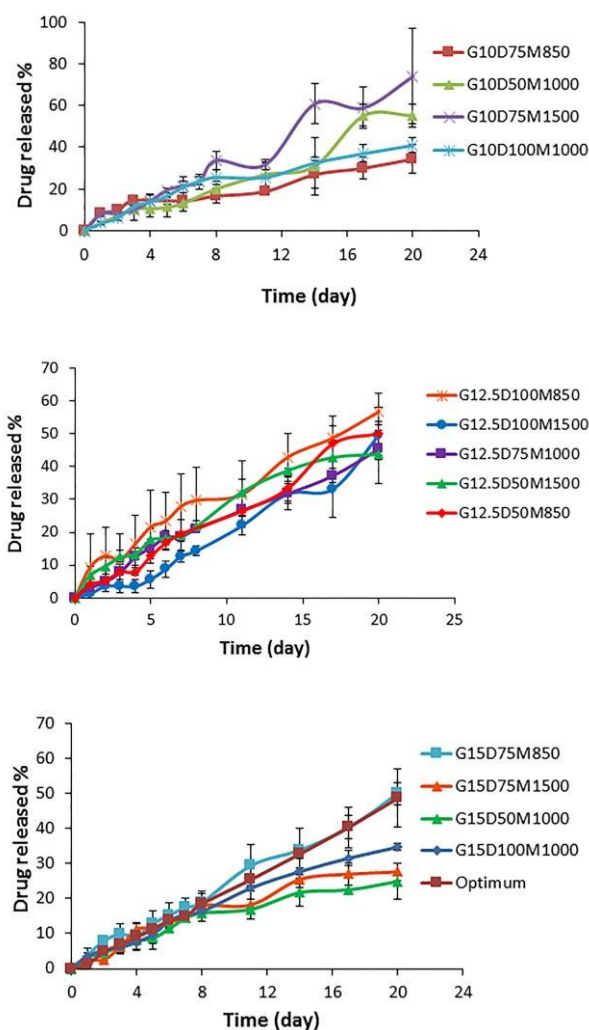 100
80
60
40
20
0
Drug released %
0 4 8 12 16 20 24
Time (day)
G10D75M850
G10D50M1000
G10D75M1500
G10D100M1000
70
60
50
40
30
20
10
0
Drug released %
0 5 10 15 20 25
Time (day)
G12.5D100M850
G12.5D100M1500
G12.5D75M1000
G12.5D50M1500
G12.5D50M850
70
60
50
40
30
20
10
0
Drug released %
0 4 8 12 16 20 24
Time (day)
G15D75M850
G15D75M1500
G15D50M1000
G15D100M1000
Optimum